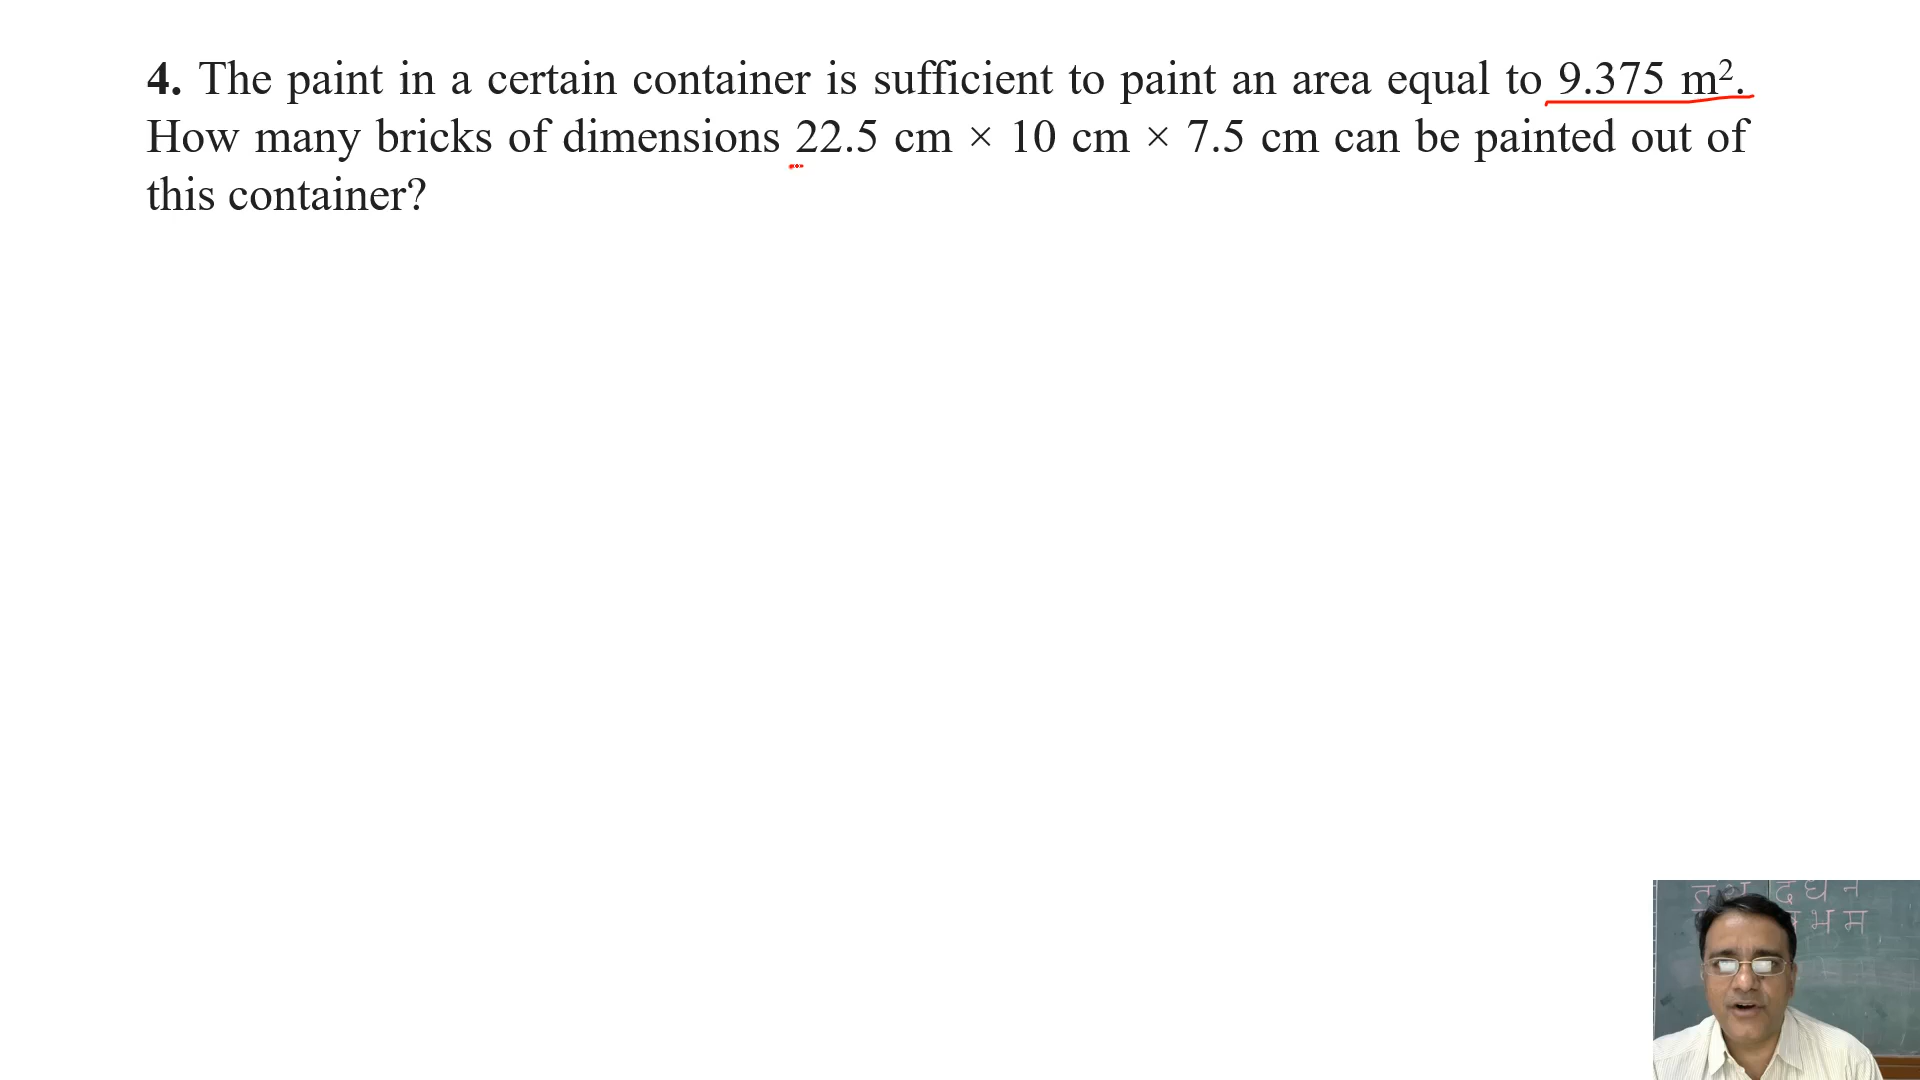 4. The paint in a certain container is sufficient to paint an area equal to 9.375 m².
How many bricks of dimensions 22.5 cm × 10 cm × 7.5 cm can be painted out of
this container?
द ध न
भ म